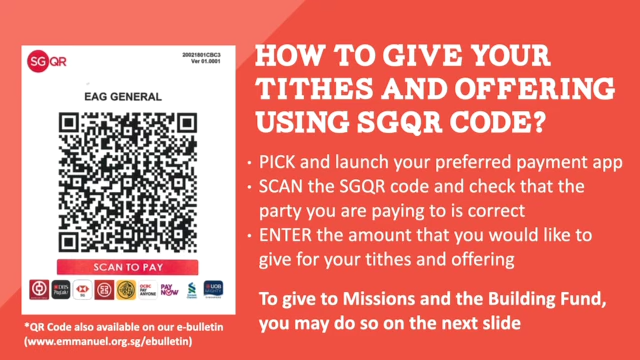 SGQR
20021801CBC3
Ver 01.0001
EAG GENERAL
SCAN TO PAY
*QR Code also available on our e-bulletin
(www.emmanuel.org.sg/ebulletin)
HOW TO GIVE YOUR
TITHES AND OFFERING
USING SGQR CODE?
• PICK and launch your preferred payment app
• SCAN the SGQR code and check that the
party you are paying to is correct
• ENTER the amount that you would like to
give for your tithes and offering
To give to Missions and the Building Fund,
you may do so on the next slide